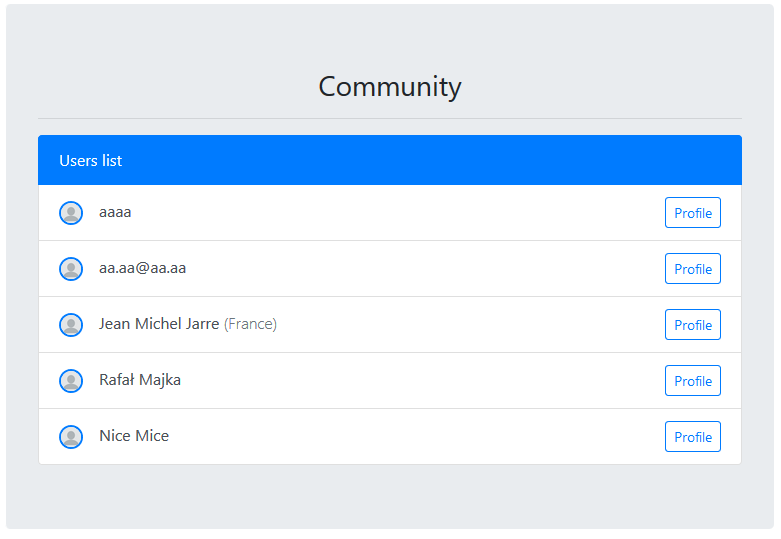 Community
Users list
aaaa Profile
aa.aa@aa.aa Profile
Jean Michel Jarre (France) Profile
Rafał Majka Profile
Nice Mice Profile